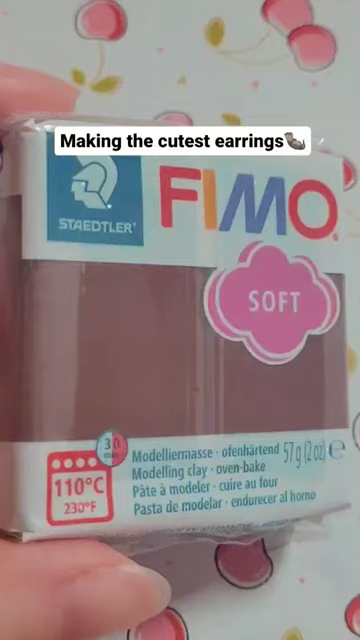 Making the cutest earrings🦦
STAEDTLER®
FIMO®
SOFT
30
min
110°C
230°F
Modelliermasse · ofenhärtend
57 g (2 oz) ℮
Modelling clay · oven-bake
Pâte à modeler · cuire au four
Pasta de modelar · endurecer al horno